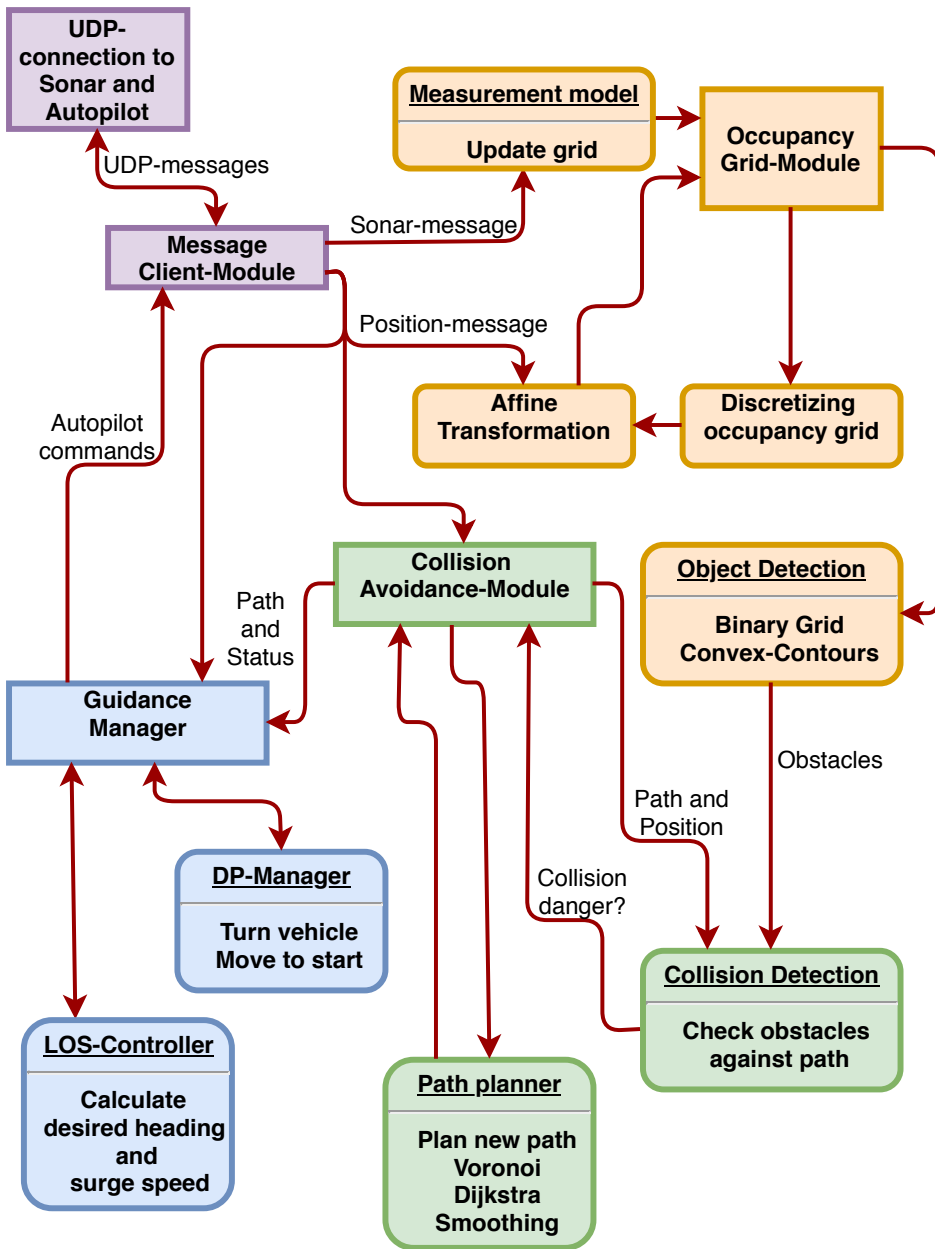 UDP-
connection to
Sonar and
Autopilot
UDP-messages
Measurement model
Update grid
Occupancy
Grid-Module
Sonar-message
Message
Client-Module
Position-message
Affine
Transformation
Discretizing
occupancy grid
Autopilot
commands
Collision
Avoidance-Module
Object Detection
Binary Grid
Convex-Contours
Path
and
Status
Guidance
Manager
Obstacles
Path and
Position
DP-Manager
Turn vehicle
Move to start
Collision
danger?
Collision Detection
Check obstacles
against path
LOS-Controller
Calculate
desired heading
and
surge speed
Path planner
Plan new path
Voronoi
Dijkstra
Smoothing